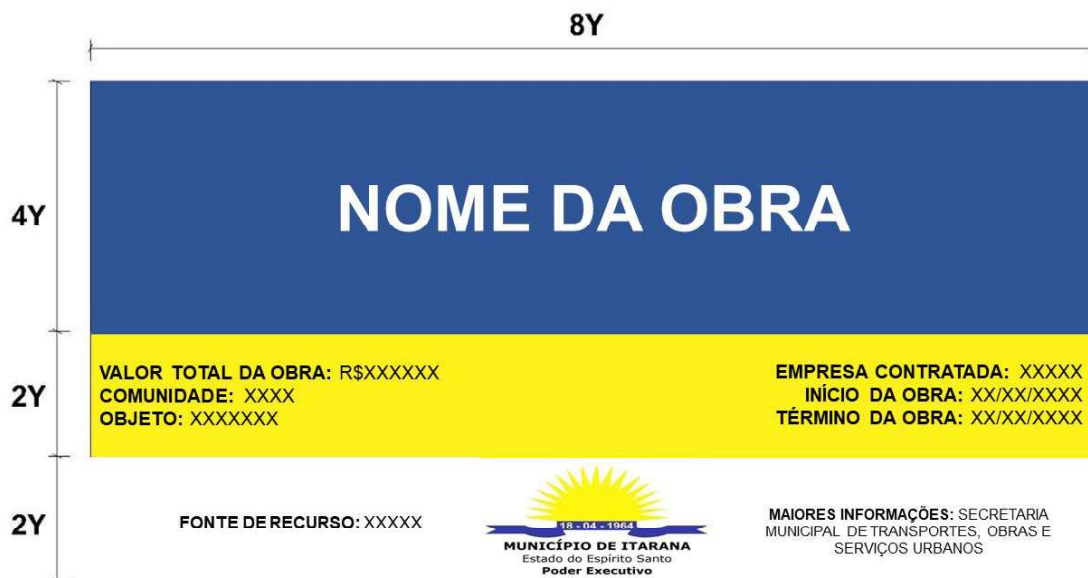 8Y
4Y
NOME DA OBRA
2Y
VALOR TOTAL DA OBRA: R$XXXXXX
COMUNIDADE: XXXX
OBJETO: XXXXXXX
EMPRESA CONTRATADA: XXXXX
INÍCIO DA OBRA: XX/XX/XXXX
TÉRMINO DA OBRA: XX/XX/XXXX
2Y
FONTE DE RECURSO: XXXXX
18 - 04 - 1964
MUNICÍPIO DE ITARANA
Estado do Espírito Santo
Poder Executivo
MAIORES INFORMAÇÕES: SECRETARIA
MUNICIPAL DE TRANSPORTES, OBRAS E
SERVIÇOS URBANOS